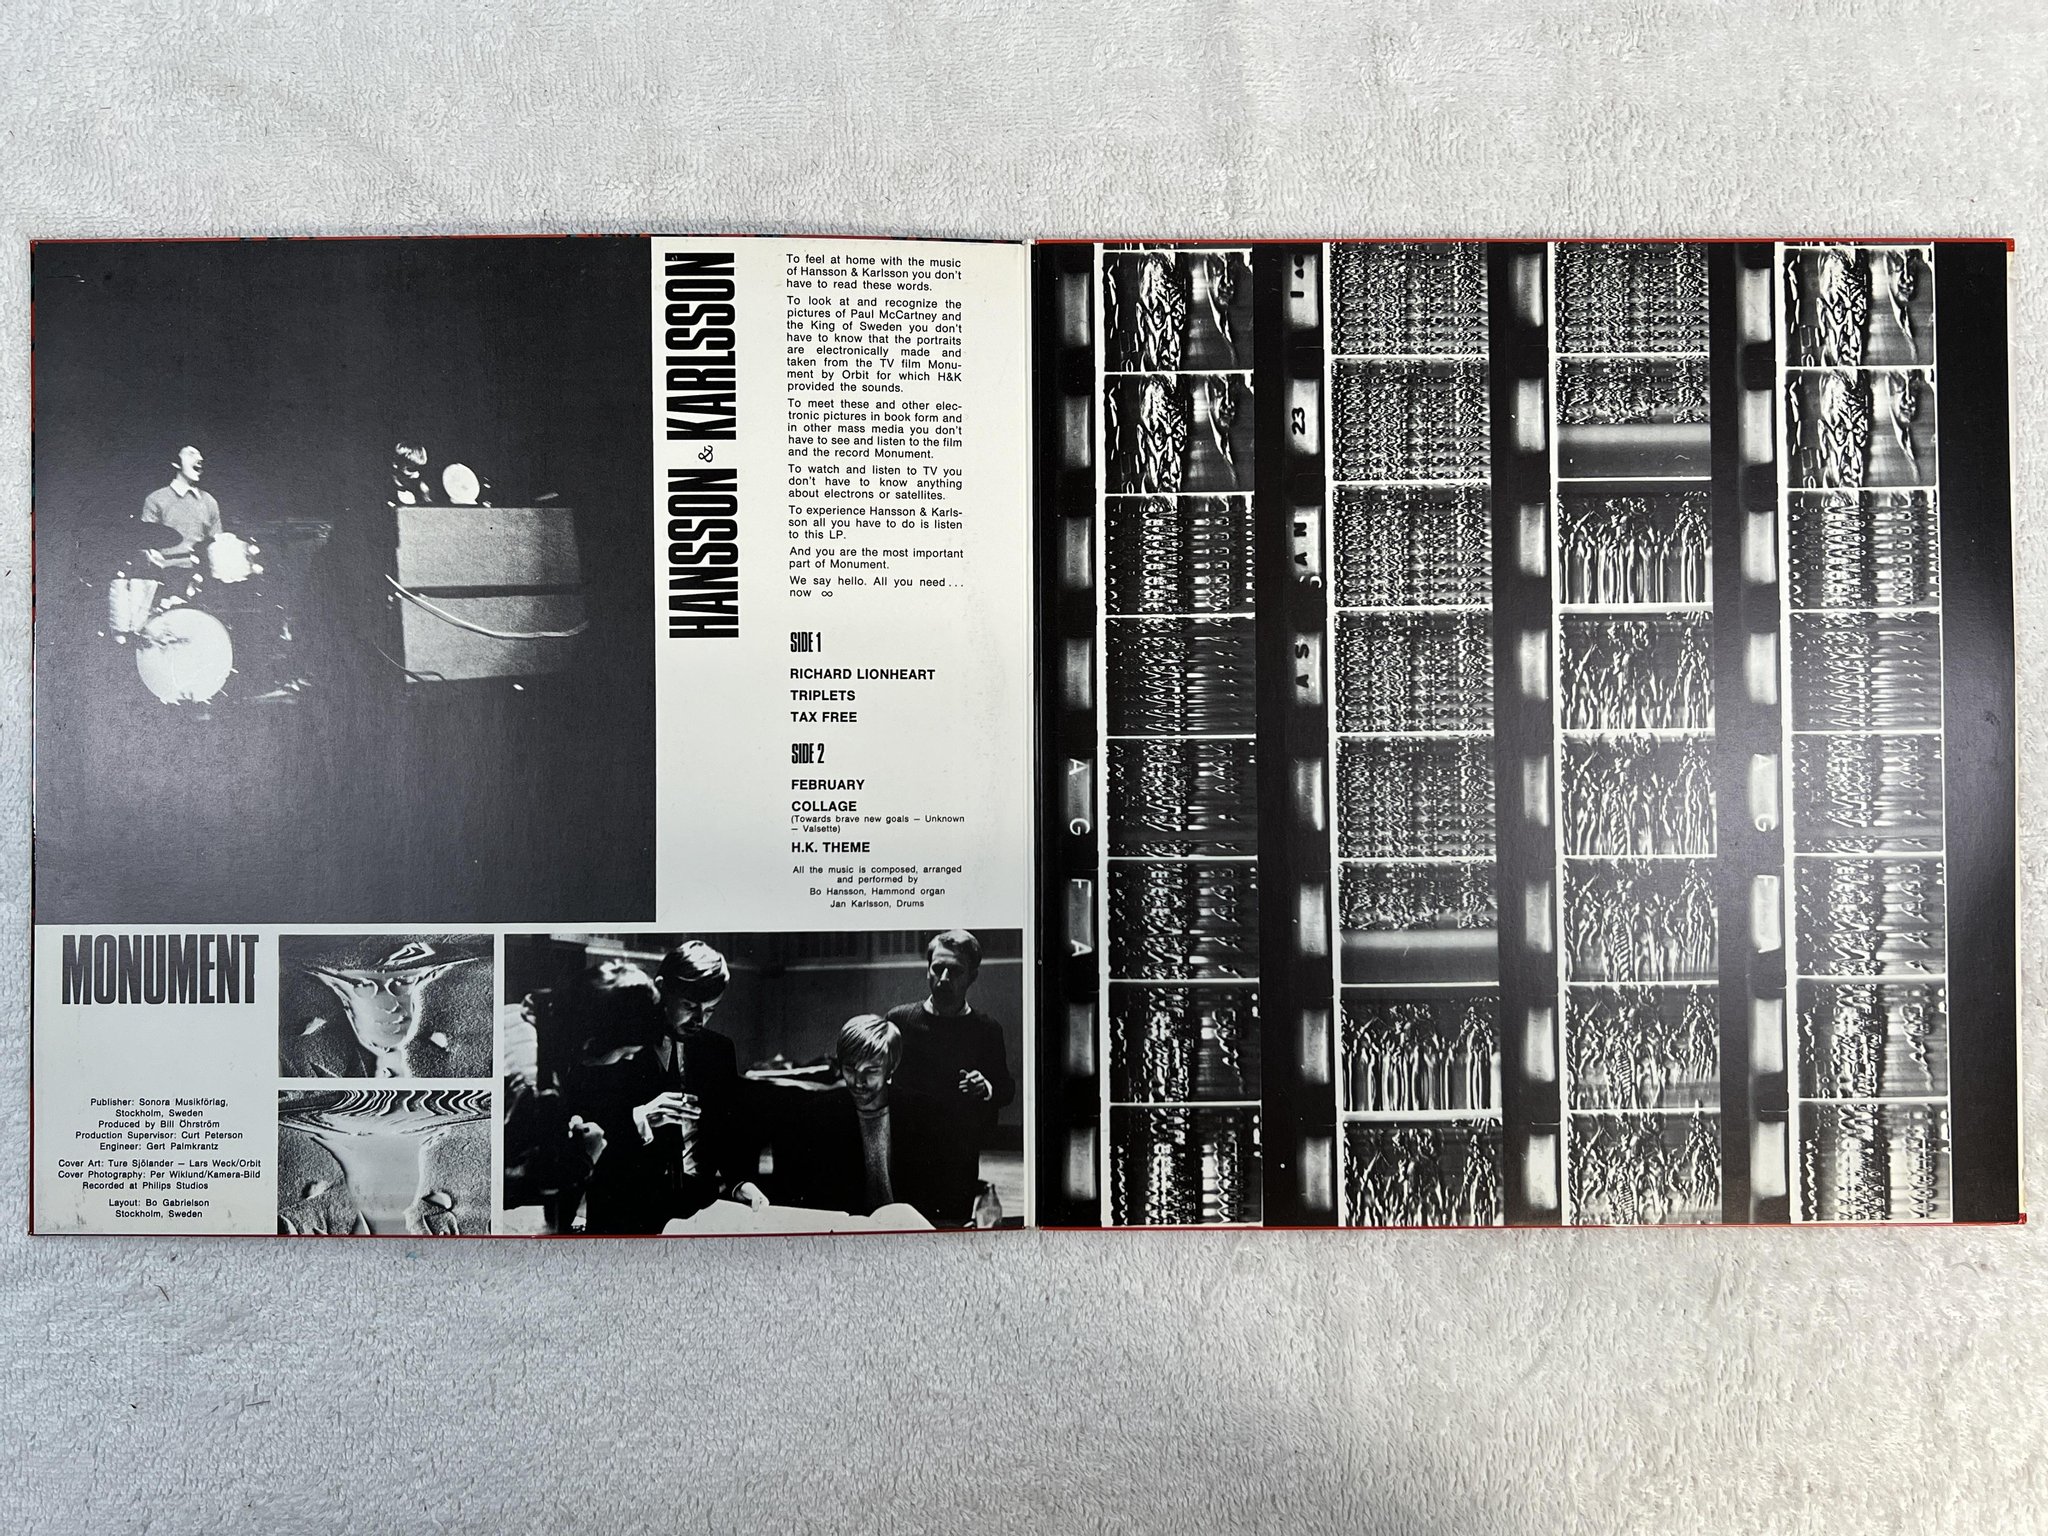 HANSSON & KARLSSON
To feel at home with the music
of Hansson & Karlsson you don't
have to read these words.
To look at and recognize the
pictures of Paul McCartney and
the King of Sweden you don't
have to know that the portraits
are electronically made and
taken from the TV film Monu-
ment by Orbit for which H&K
provided the sounds.
To meet these and other elec-
tronic pictures in book form and
in other mass media you don't
have to see and listen to the film
and the record Monument.
To watch and listen to TV you
don't have to know anything
about electrons or satellites.
To experience Hansson & Karls-
son all you have to do is listen
to this LP.
And you are the most important
part of Monument.
We say hello. All you need...
now ∞
SIDE 1
RICHARD LIONHEART
TRIPLETS
TAX FREE
SIDE 2
FEBRUARY
COLLAGE
(Towards brave new goals – Unknown
– Valsette)
H.K. THEME
All the music is composed, arranged
and performed by
Bo Hansson, Hammond organ
Jan Karlsson, Drums
MONUMENT
Publisher: Sonora Musikförlag,
Stockholm, Sweden
Produced by Bill Öhrström
Production Supervisor: Curt Peterson
Engineer: Gert Palmkrantz
Cover Art: Ture Sjölander – Lars Weck/Orbit
Cover Photography: Per Wiklund/Kamera-Bild
Recorded at Philips Studios
Layout: Bo Gabrielson
Stockholm, Sweden
AGFA
23
G